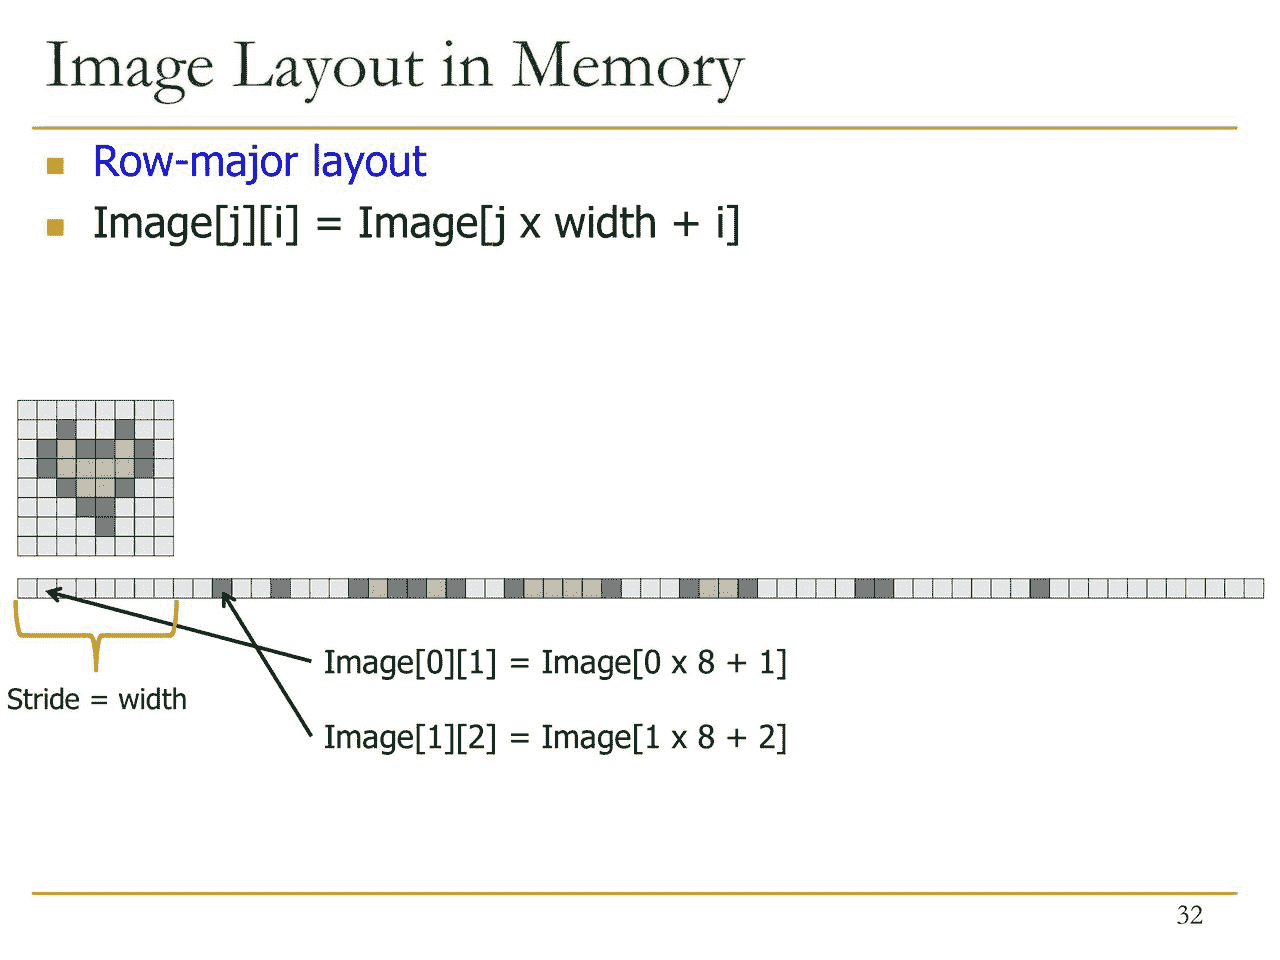 Image Layout in Memory
Row-major layout
Image[j][i] = Image[j x width + i]
Image[0][1] = Image[0 x 8 + 1]
Stride = width
Image[1][2] = Image[1 x 8 + 2]
32